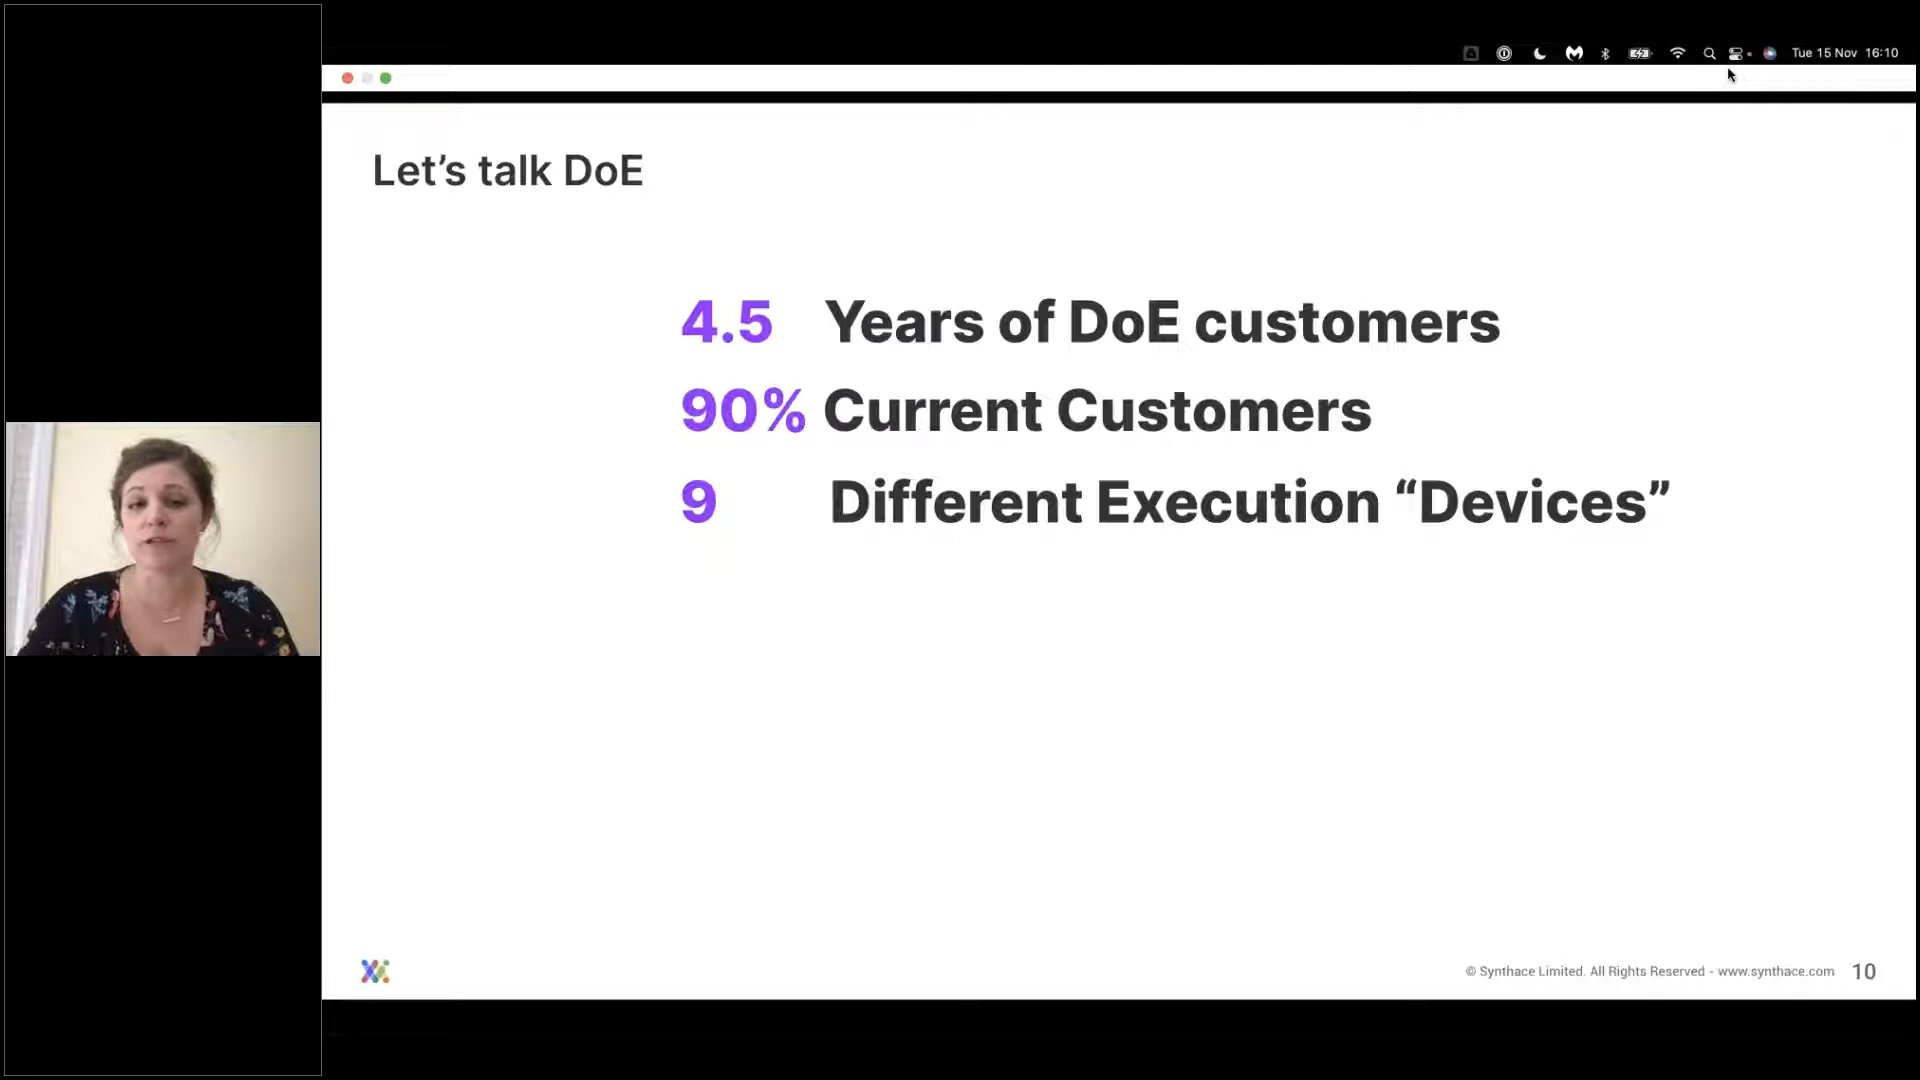 Tue 15 Nov 16:10
Let’s talk DoE
4.5 Years of DoE customers
90% Current Customers
9 Different Execution “Devices”
© Synthace Limited. All Rights Reserved - www.synthace.com 10